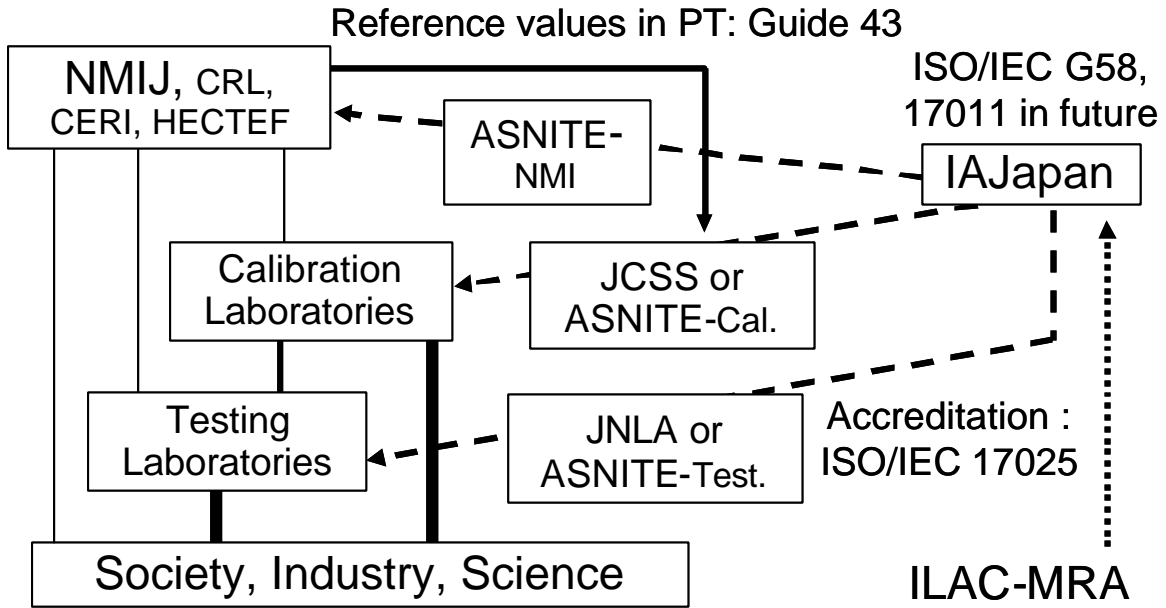 Reference values in PT: Guide 43
NMIJ, CRL,
CERI, HECTEF
ISO/IEC G58,
17011 in future
ASNITE-
NMI
IAJapan
Calibration
Laboratories
JCSS or
ASNITE-Cal.
Testing
Laboratories
JNLA or
ASNITE-Test.
Accreditation :
ISO/IEC 17025
Society, Industry, Science
ILAC-MRA